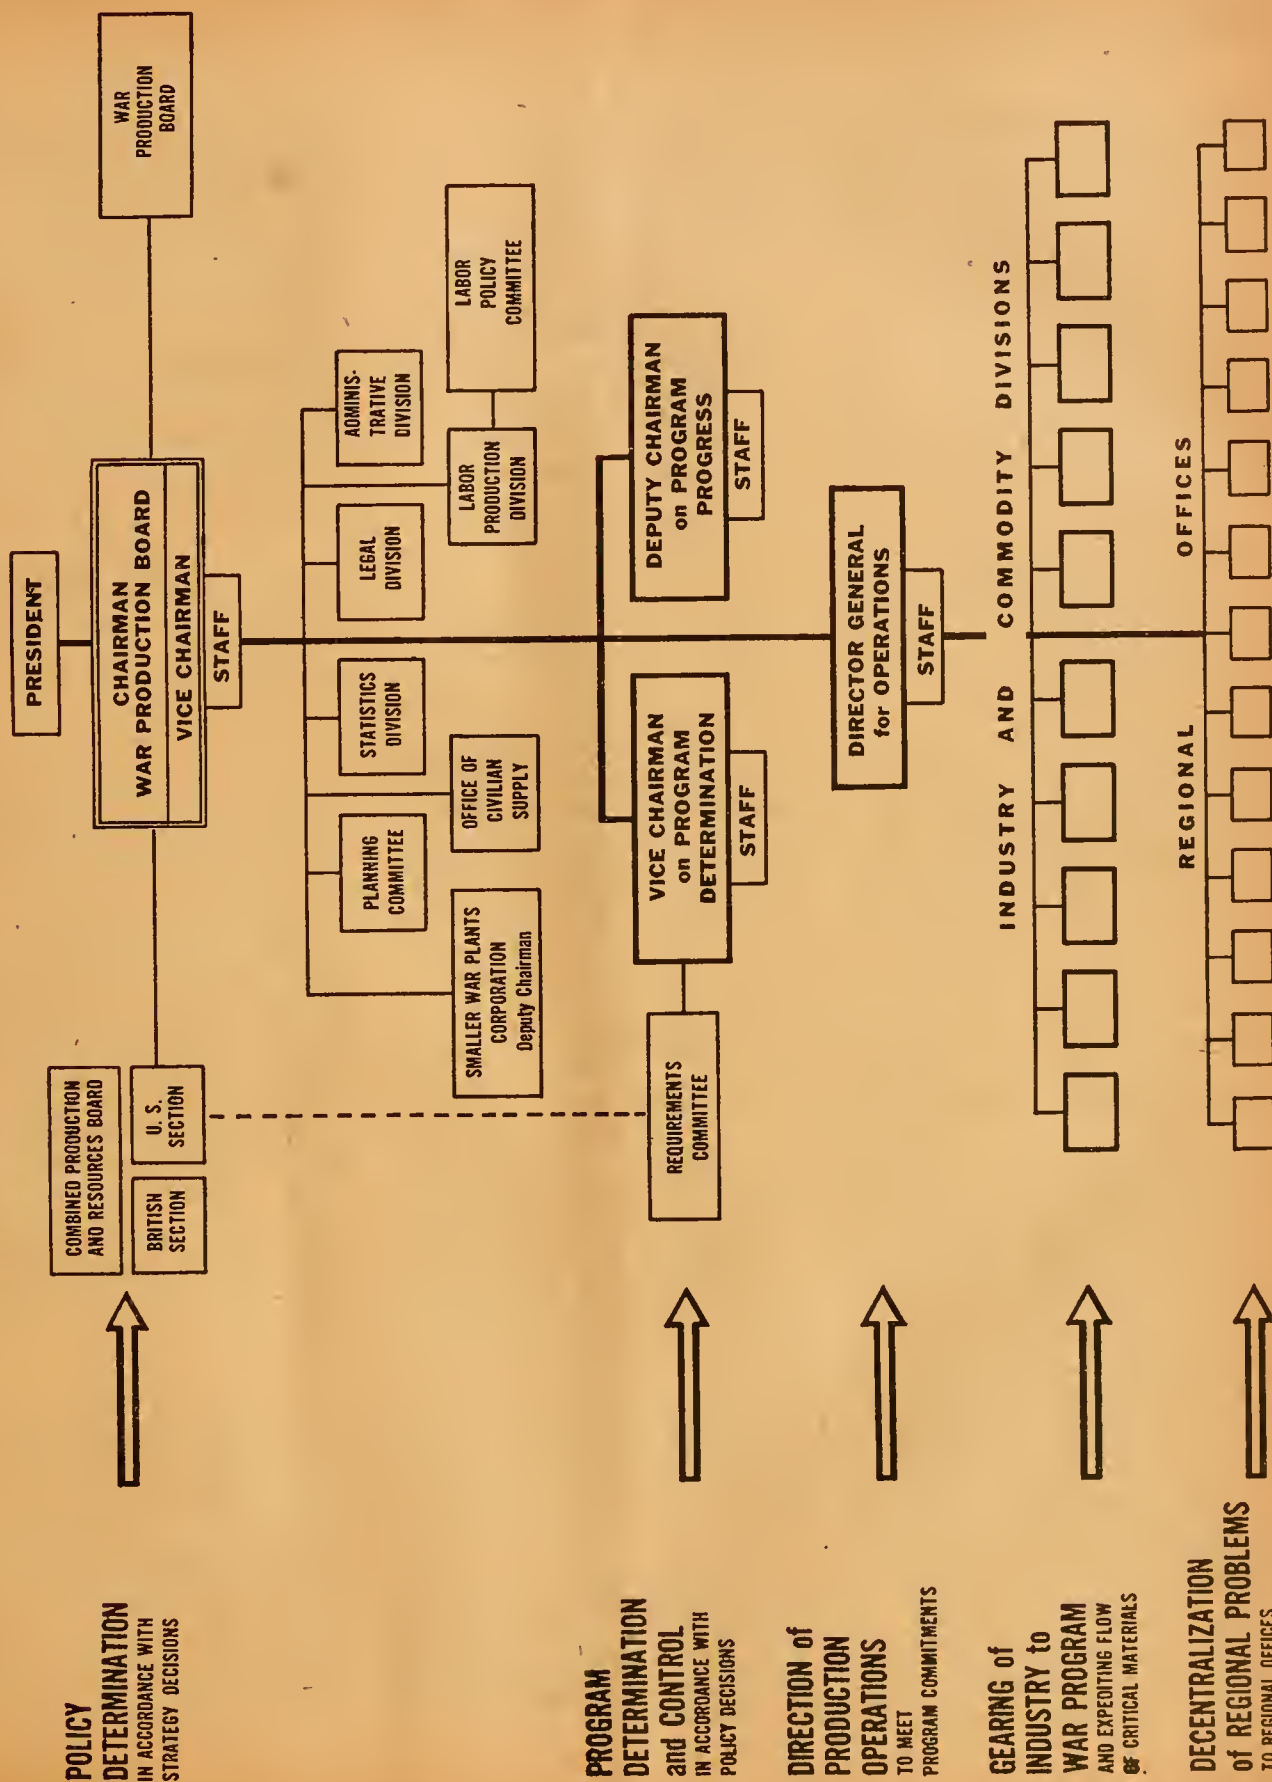 POLICY
DETERMINATION
IN ACCORDANCE WITH
STRATEGY DECISIONS
COMBINED PRODUCTION
AND RESOURCES BOARD
BRITISH
SECTION
U. S.
SECTION
PRESIDENT
CHAIRMAN
WAR PRODUCTION BOARD
VICE CHAIRMAN
STAFF
WAR
PRODUCTION
BOARD
PLANNING
COMMITTEE
STATISTICS
DIVISION
LEGAL
DIVISION
ADMINIS-
TRATIVE
DIVISION
SMALLER WAR PLANTS
CORPORATION
Deputy Chairman
OFFICE OF
CIVILIAN
SUPPLY
LABOR
PRODUCTION
DIVISION
LABOR
POLICY
COMMITTEE
PROGRAM
DETERMINATION
and CONTROL
IN ACCORDANCE WITH
POLICY DECISIONS
REQUIREMENTS
COMMITTEE
VICE CHAIRMAN
on PROGRAM
DETERMINATION
STAFF
DEPUTY CHAIRMAN
on PROGRAM
PROGRESS
STAFF
DIRECTION of
PRODUCTION
OPERATIONS
TO MEET
PROGRAM COMMITMENTS
DIRECTOR GENERAL
for OPERATIONS
STAFF
GEARING of
INDUSTRY to
WAR PROGRAM
AND EXPEDITING FLOW
OF CRITICAL MATERIALS
INDUSTRY AND COMMODITY DIVISIONS
DECENTRALIZATION
of REGIONAL PROBLEMS
TO REGIONAL OFFICES
REGIONAL OFFICES